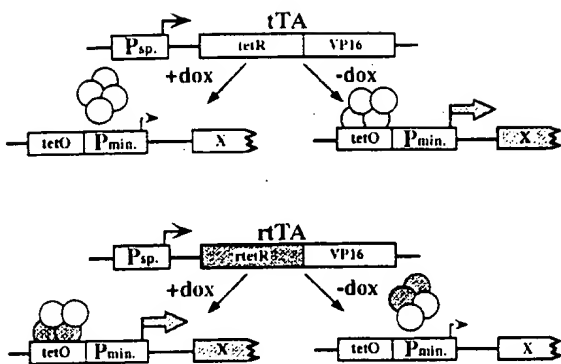 tTA
Psp. tetR VP16
+dox -dox
tetO Pmin. X tetO Pmin. X
rtTA
Psp. rtetR VP16
+dox -dox
tetO Pmin. X tetO Pmin. X